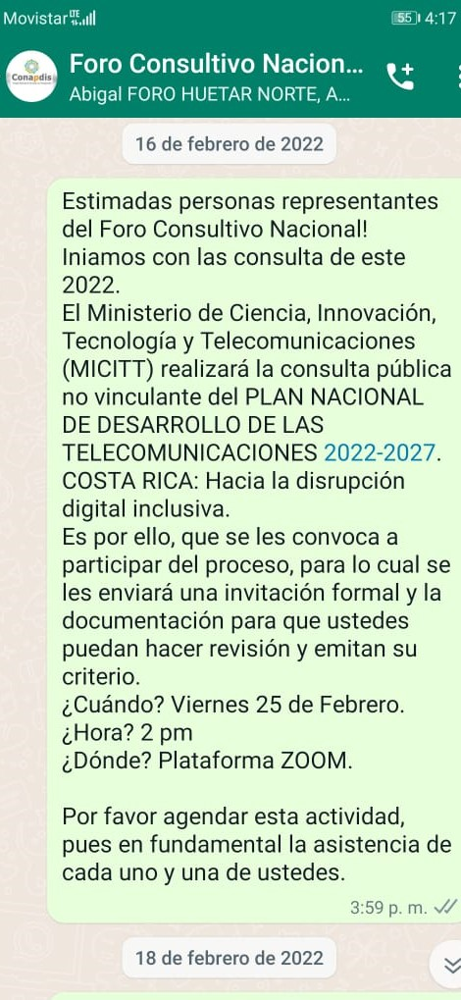 Movistar LTE 55 4:17
Conapdis
Foro Consultivo Nacion...
Abigal FORO HUETAR NORTE, A...
16 de febrero de 2022
Estimadas personas representantes
del Foro Consultivo Nacional!
Iniamos con las consulta de este
2022.
El Ministerio de Ciencia, Innovación,
Tecnología y Telecomunicaciones
(MICITT) realizará la consulta pública
no vinculante del PLAN NACIONAL
DE DESARROLLO DE LAS
TELECOMUNICACIONES 2022-2027.
COSTA RICA: Hacia la disrupción
digital inclusiva.
Es por ello, que se les convoca a
participar del proceso, para lo cual se
les enviará una invitación formal y la
documentación para que ustedes
puedan hacer revisión y emitan su
criterio.
¿Cuándo? Viernes 25 de Febrero.
¿Hora? 2 pm
¿Dónde? Plataforma ZOOM.
Por favor agendar esta actividad,
pues en fundamental la asistencia de
cada uno y una de ustedes.
3:59 p. m.
18 de febrero de 2022